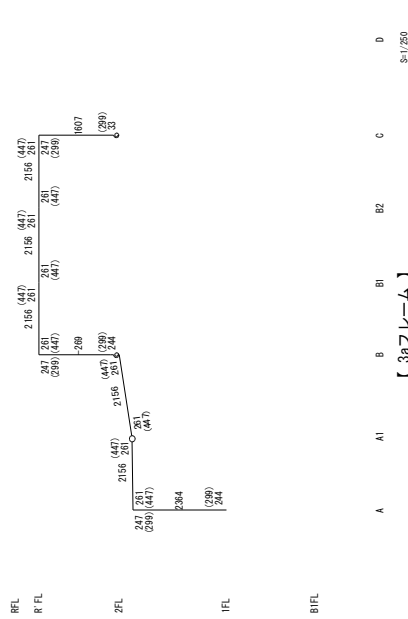 RFL
(447) (447) (447)
2156 261 2156 261 2156 261
R'FL
247 261 261 261 247
(299) (447) (447) (447) (299)
-269 1607
(299) (299)
244 33
(447)
261
2FL
2156
(447)
261 261
(447)
2156
247 261
(299) (447)
2364
(299)
244
1FL
B1FL
A A1 B B1 B2 C D
【 3aフレーム 】
S=1/250